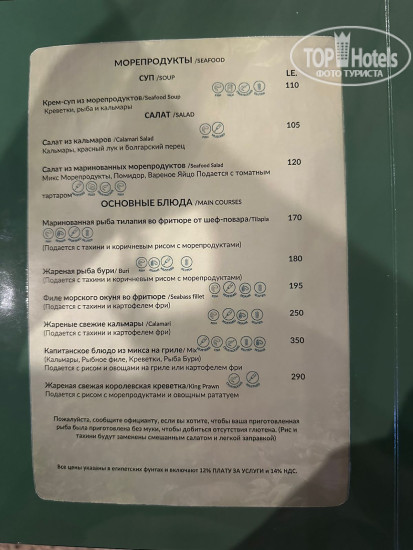 TOP Hotels
ФОТО ТУРИСТА
МОРЕПРОДУКТЫ /SEAFOOD
СУП /SOUP
LE.
110
Крем-суп из морепродуктов/Seafood Soup
Креветки, рыба и кальмары
САЛАТ /SALAD
105
Салат из кальмаров /Calamari Salad
Кальмары, красный лук и болгарский перец
Салат из маринованных морепродуктов /Seafood Salad 120
Микс Морепродукты, Помидор, Вареное Яйцо Подается с томатным
тартаром
ОСНОВНЫЕ БЛЮДА /MAIN COURSES
Маринованная рыба тилапия во фритюре от шеф-повара/Tilapia 170
(Подается с тахини и коричневым рисом с морепродуктами)
180
Жареная рыба бури/ Buri
(Подается с тахини и коричневым рисом с морепродуктами)
195
Филе морского окуня во фритюре /Seabass fillet
(Подается с тахини и картофелем фри)
250
Жареные свежие кальмары /Calamari
(Подается с тахини и картофелем фри)
350
Капитанское блюдо из микса на гриле/ Mix
(Кальмары, Рыбное филе, Креветки, Рыба Бури)
Подается с рисом и овощами на гриле или картофелем фри
290
Жареная свежая королевская креветка/King Prawn
Подается с рисом с морепродуктами и овощным рататуем
Пожалуйста, сообщите официанту, если вы хотите, чтобы ваша приготовленная
рыба была приготовлена без муки, чтобы добиться отсутствия глютена. (Рис и
тахини будут заменены смешанным салатом и легкой заправкой)
Все цены указаны в египетских фунтах и включают 12% ПЛАТУ ЗА УСЛУГИ и 14% НДС.